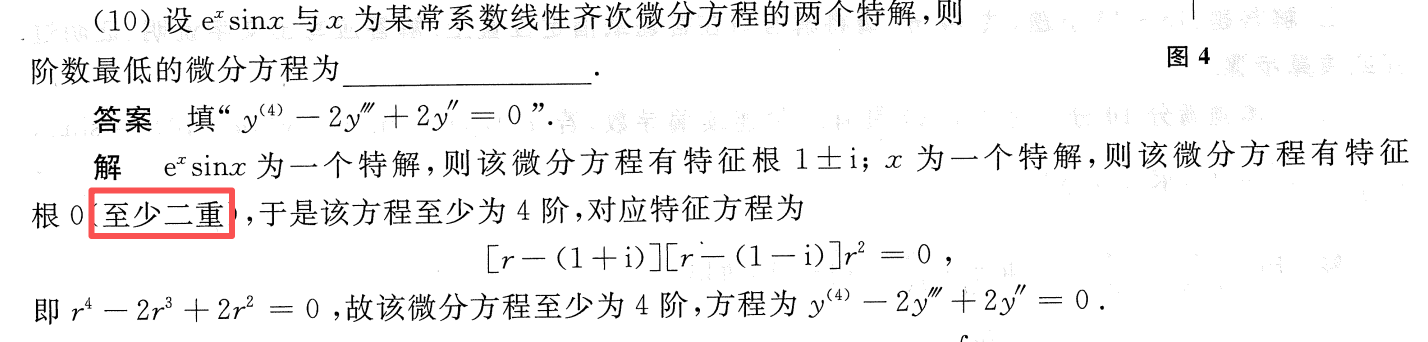 (10) 设 eˣsinx 与 x 为某常系数线性齐次微分方程的两个特解,则
阶数最低的微分方程为______________.
图 4
答案 填“ y⁽⁴⁾ − 2y‴ + 2y″ = 0 ”.
解 eˣsinx 为一个特解,则该微分方程有特征根 1±i; x 为一个特解,则该微分方程有特征
根 0(至少二重),于是该方程至少为 4 阶,对应特征方程为
[r−(1+i)][r−(1−i)]r² = 0 ,
即 r⁴ − 2r³ + 2r² = 0 ,故该微分方程至少为 4 阶,方程为 y⁽⁴⁾ − 2y‴ + 2y″ = 0 .